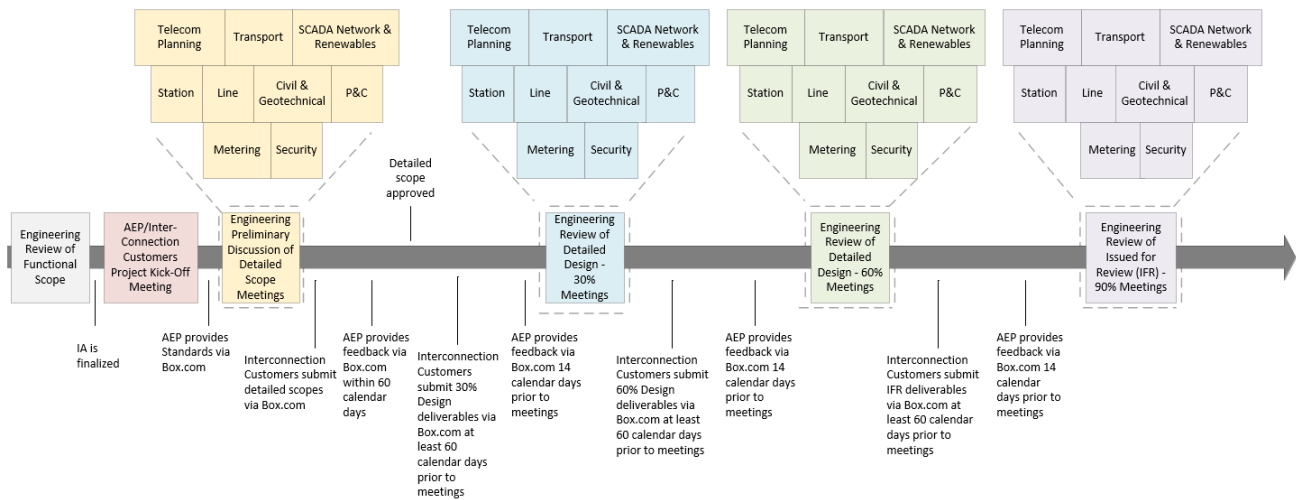 Telecom
Planning
Transport
SCADA Network &
Renewables
Station
Line
Civil &
Geotechnical
P&C
Metering
Security
Telecom
Planning
Transport
SCADA Network
& Renewables
Station
Line
Civil &
Geotechnical
P&C
Metering
Security
Telecom
Planning
Transport
SCADA Network
& Renewables
Station
Line
Civil &
Geotechnical
P&C
Metering
Security
Telecom
Planning
Transport
SCADA Network
& Renewables
Station
Line
Civil &
Geotechnical
P&C
Metering
Security
Detailed
scope
approved
Engineering
Review of
Functional
Scope
AEP/Inter-
Connection
Customers
Project Kick-Off
Meeting
Engineering
Preliminary
Discussion of
Detailed
Scope
Meetings
Engineering
Review of
Detailed
Design -
30%
Meetings
Engineering
Review of
Detailed
Design - 60%
Meetings
Engineering
Review of
Issued for
Review (IFR) -
90% Meetings
IA is
finalized
AEP provides
Standards via
Box.com
Interconnection
Customers submit
detailed scopes
via Box.com
AEP provides
feedback via
Box.com
within 60
calendar
days
Interconnection
Customers
submit 30%
Design
deliverables via
Box.com at
least 60
calendar days
prior to
meetings
AEP provides
feedback via
Box.com 14
calendar days
prior to
meetings
Interconnection
Customers submit
60% Design
deliverables via
Box.com at least
60 calendar days
prior to meetings
AEP provides
feedback via
Box.com 14
calendar days
prior to
meetings
Interconnection
Customers submit
IFR deliverables
via Box.com at
least 60 calendar
days prior to
meetings
AEP provides
feedback via
Box.com 14
calendar days
prior to
meetings